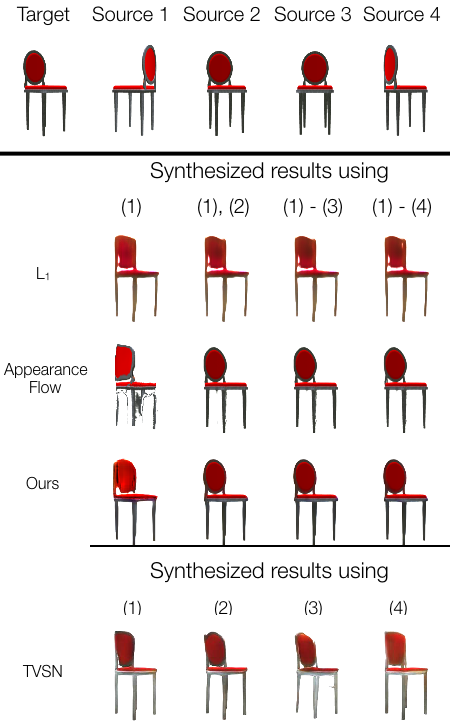 Target Source 1 Source 2 Source 3 Source 4
Synthesized results using
(1) (1), (2) (1) - (3) (1) - (4)
L₁
Appearance
Flow
Ours
Synthesized results using
(1) (2) (3) (4)
TVSN